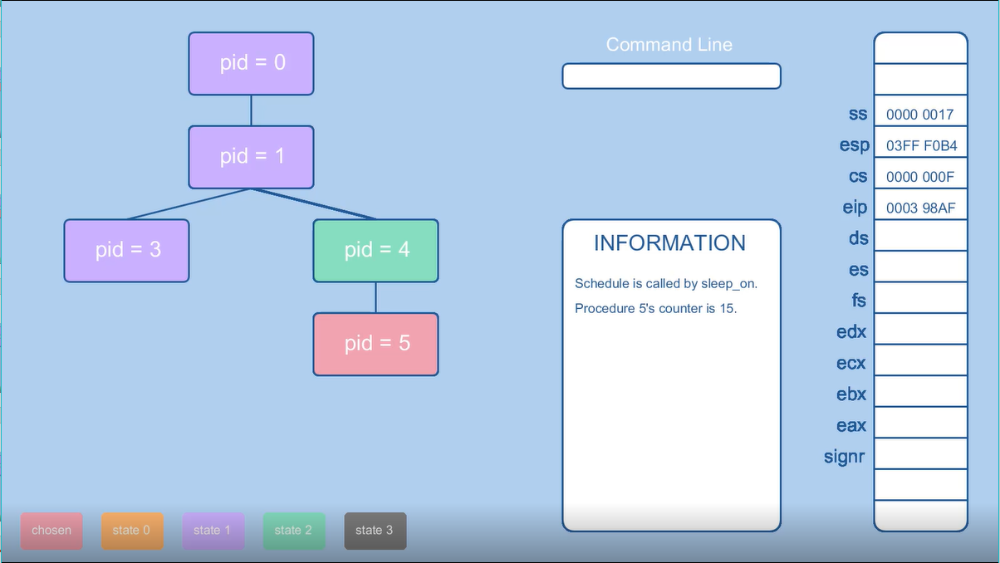 pid = 0
pid = 1
pid = 3
pid = 4
pid = 5
chosen
state 0
state 1
state 2
state 3
Command Line
INFORMATION
Schedule is called by sleep_on.
Procedure 5's counter is 15.
ss 0000 0017
esp 03FF F0B4
cs 0000 000F
eip 0003 98AF
ds
es
fs
edx
ecx
ebx
eax
signr